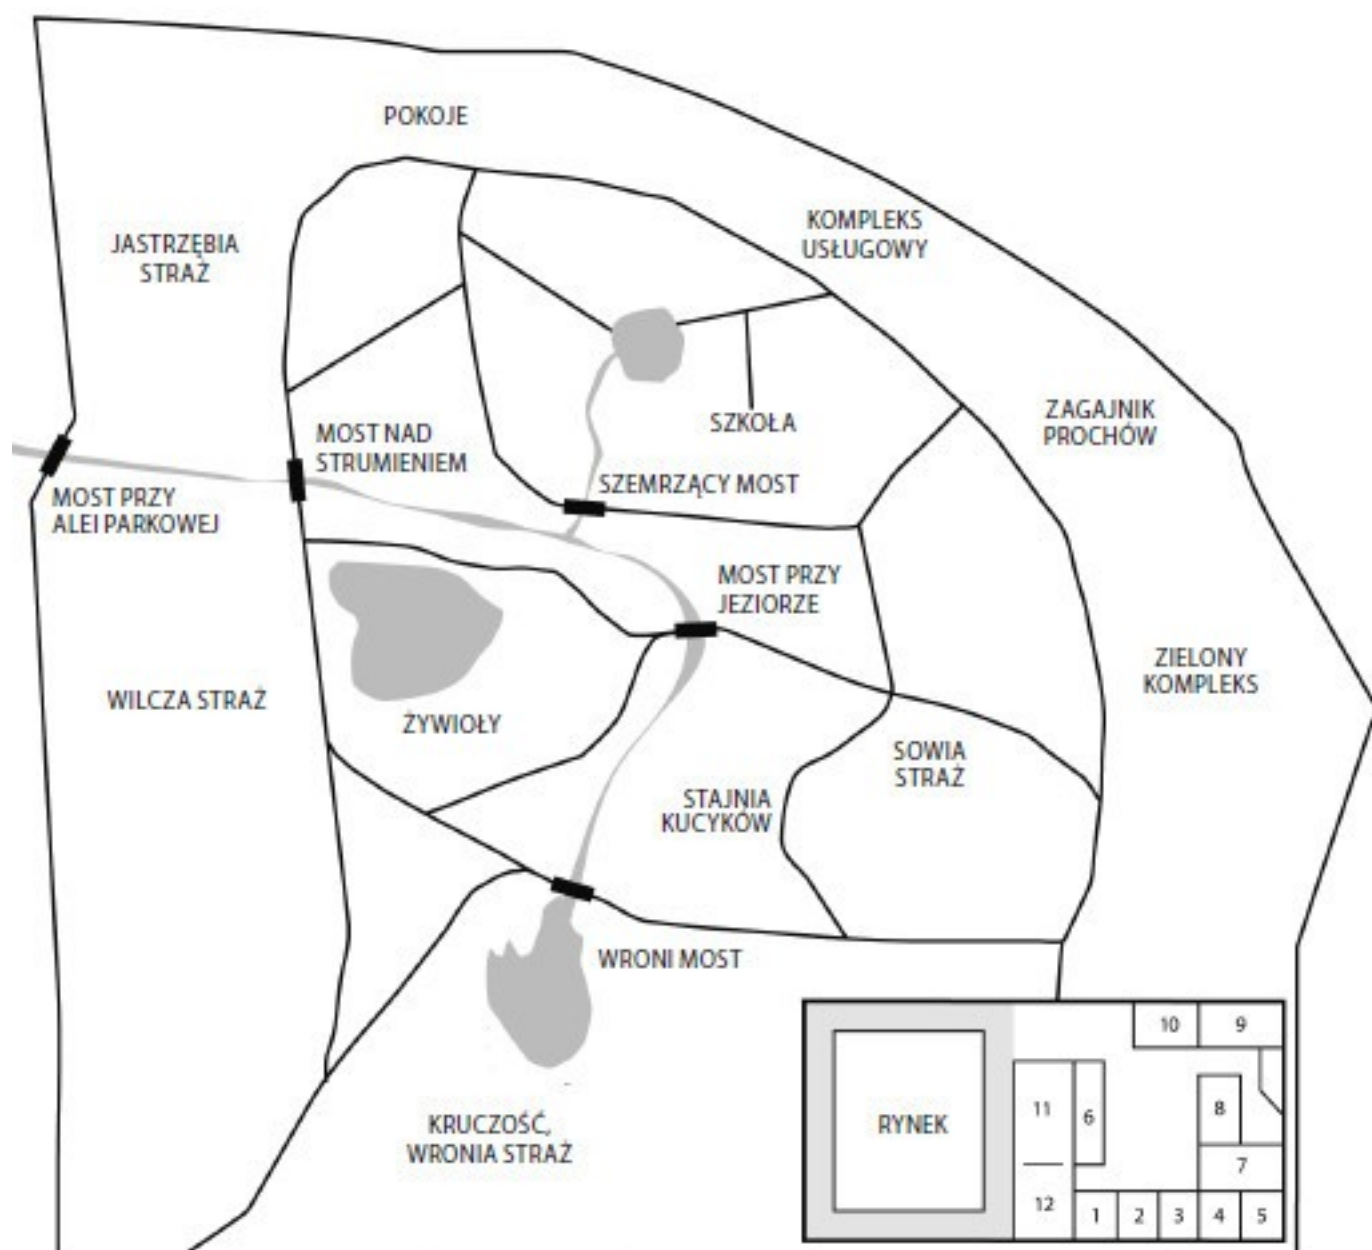 POKOJE
KOMPLEKS
USŁUGOWY
JASTRZĘBIA
STRAŻ
ZAGAJNIK
PROCHÓW
SZKOŁA
MOST NAD
STRUMIENIEM
SZEMRZĄCY MOST
MOST PRZY
ALEI PARKOWEJ
MOST PRZY
JEZIORZE
ZIELONY
KOMPLEKS
WILCZA STRAŻ
ŻYWIOŁY
SOWIA
STRAŻ
STAJNIA
KUCYKÓW
WRONI MOST
KRUCZOŚĆ,
WRONIA STRAŻ
RYNEK
10
9
11
6
8
7
12
1
2
3
4
5